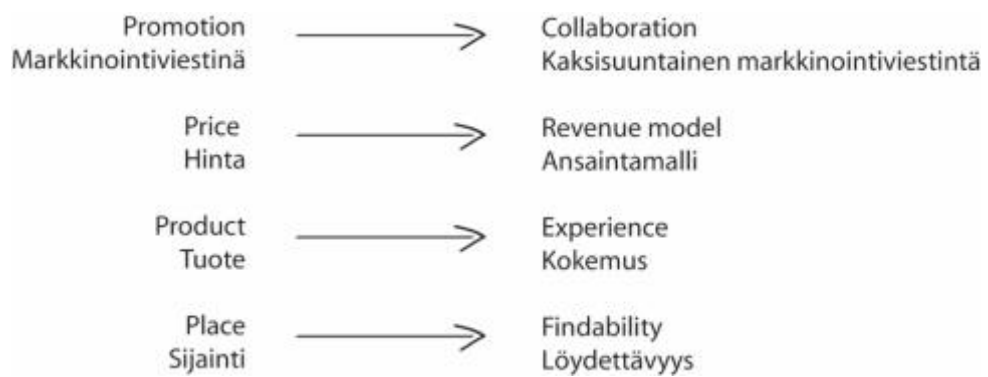 Promotion
Markkinointiviestinä
Collaboration
Kaksisuuntainen markkinointiviestintä
Price
Hinta
Revenue model
Ansaintamalli
Product
Tuote
Experience
Kokemus
Place
Sijainti
Findability
Löydettävyys